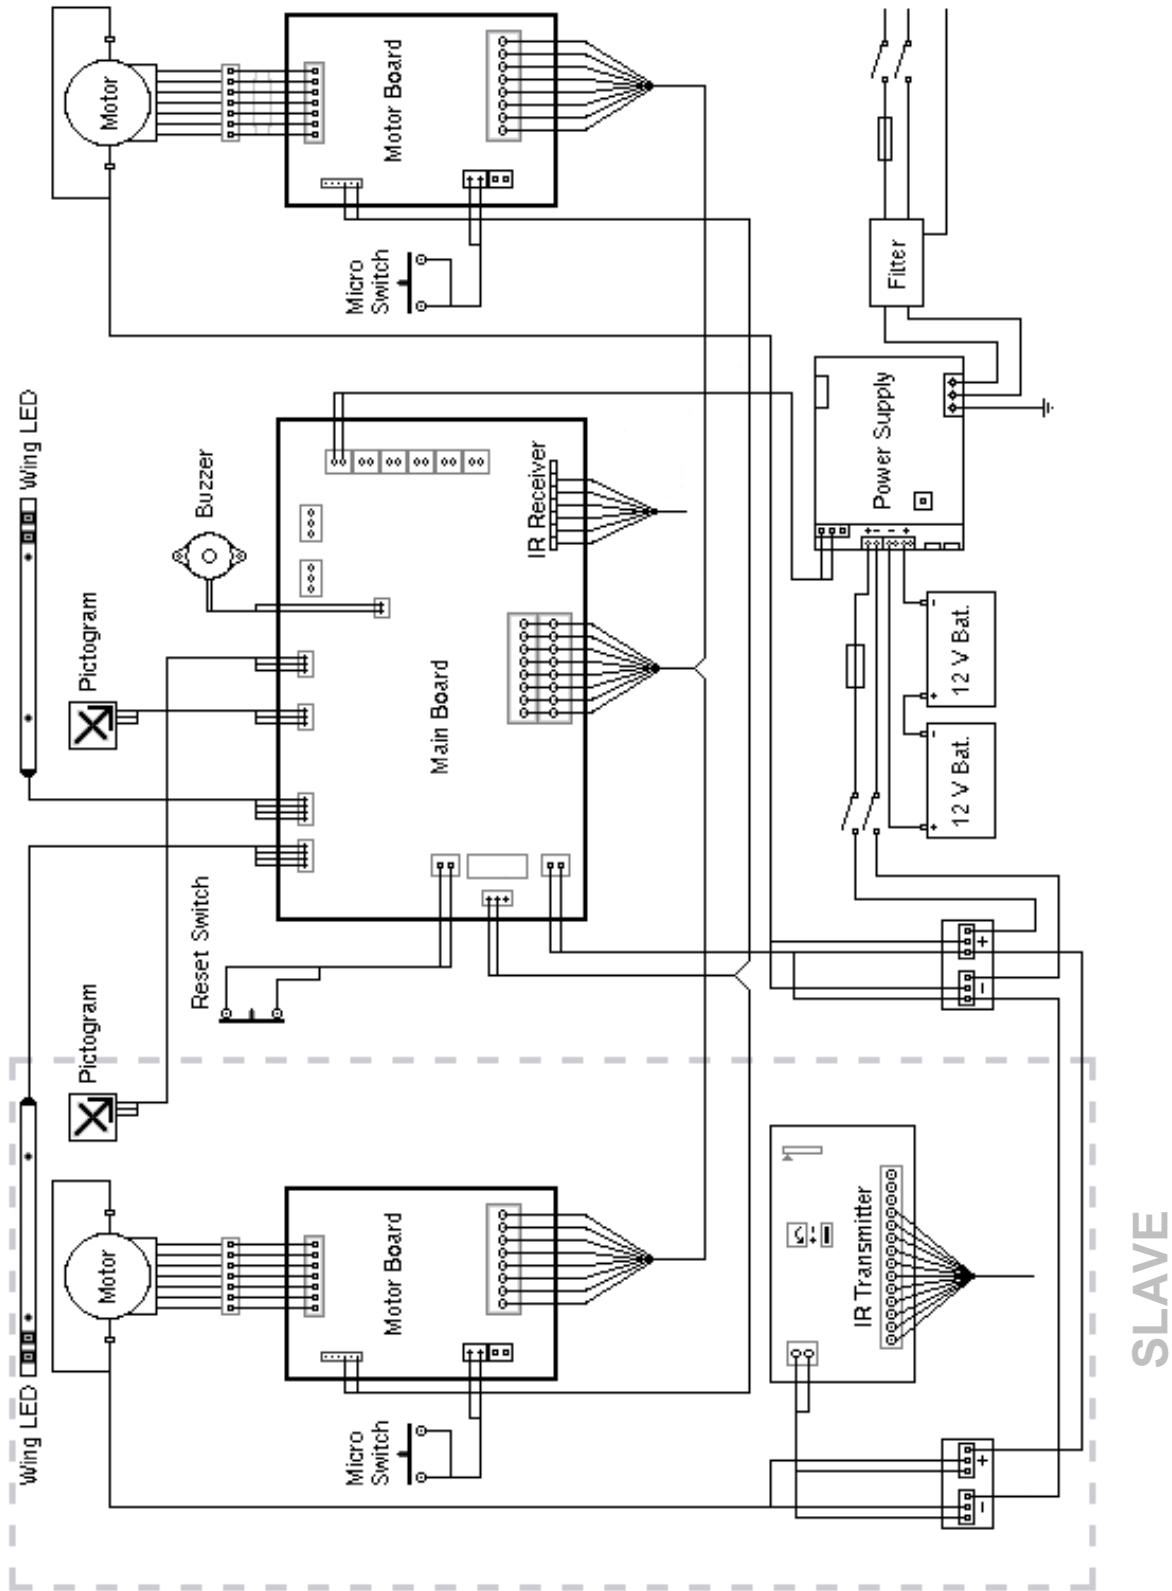 Motor
Motor Board
Micro
Switch
Filter
Wing LED
Buzzer
Pictogram
IR Receiver
Power Supply
+ - - +
Main Board
- +
12 V Bat.
- +
12 V Bat.
Reset Switch
+
-
Pictogram
Wing LED
Motor
Motor Board
Micro
Switch
IR Transmitter
+ -
+
-
SLAVE